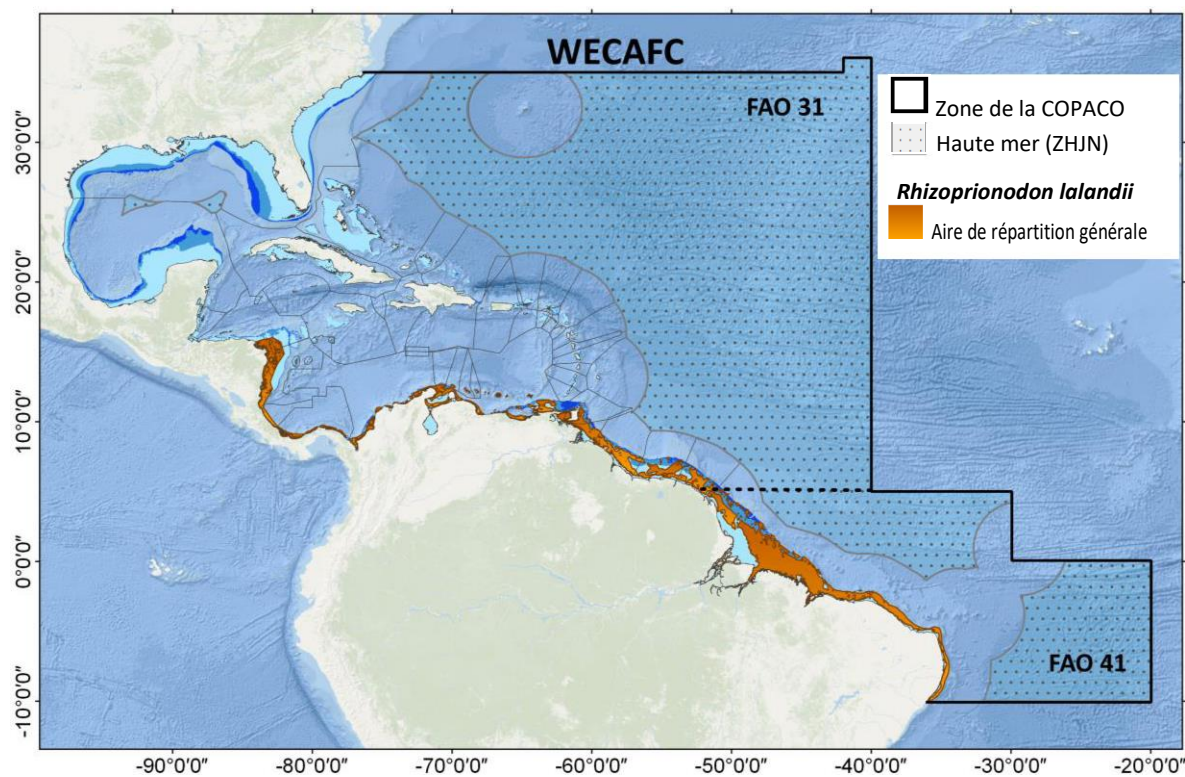 WECAFC
FAO 31
Zone de la COPACO
Haute mer (ZHJN)
Rhizoprionodon lalandii
Aire de répartition générale
30°0'0"
20°0'0"
10°0'0"
0°0'0"
-10°0'0"
FAO 41
-90°0'0"
-80°0'0"
-70°0'0"
-60°0'0"
-50°0'0"
-40°0'0"
-30°0'0"
-20°0'0"